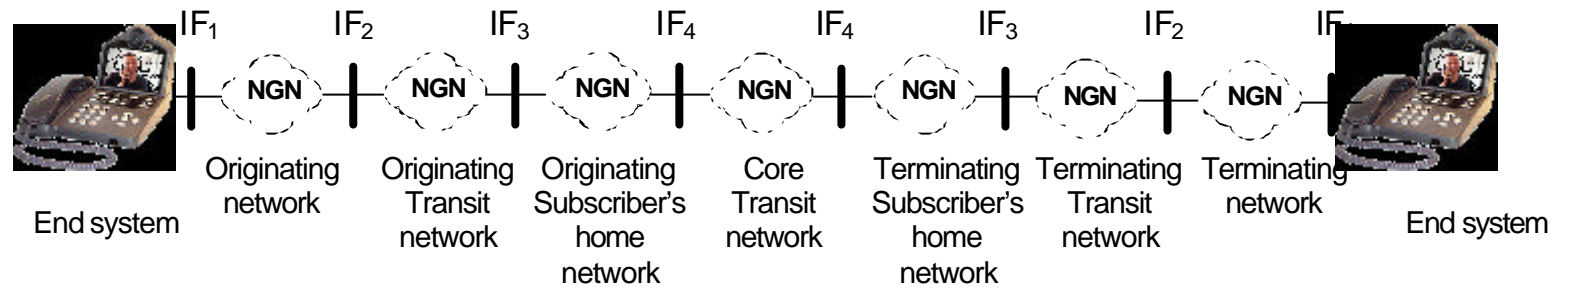 IF₁ IF₂ IF₃ IF₄ IF₄ IF₃ IF₂ IF
NGN NGN NGN NGN NGN NGN NGN
Originating network
Originating Transit network
Originating Subscriber’s home network
Core Transit network
Terminating Subscriber’s home network
Terminating Transit network
Terminating network
End system
End system